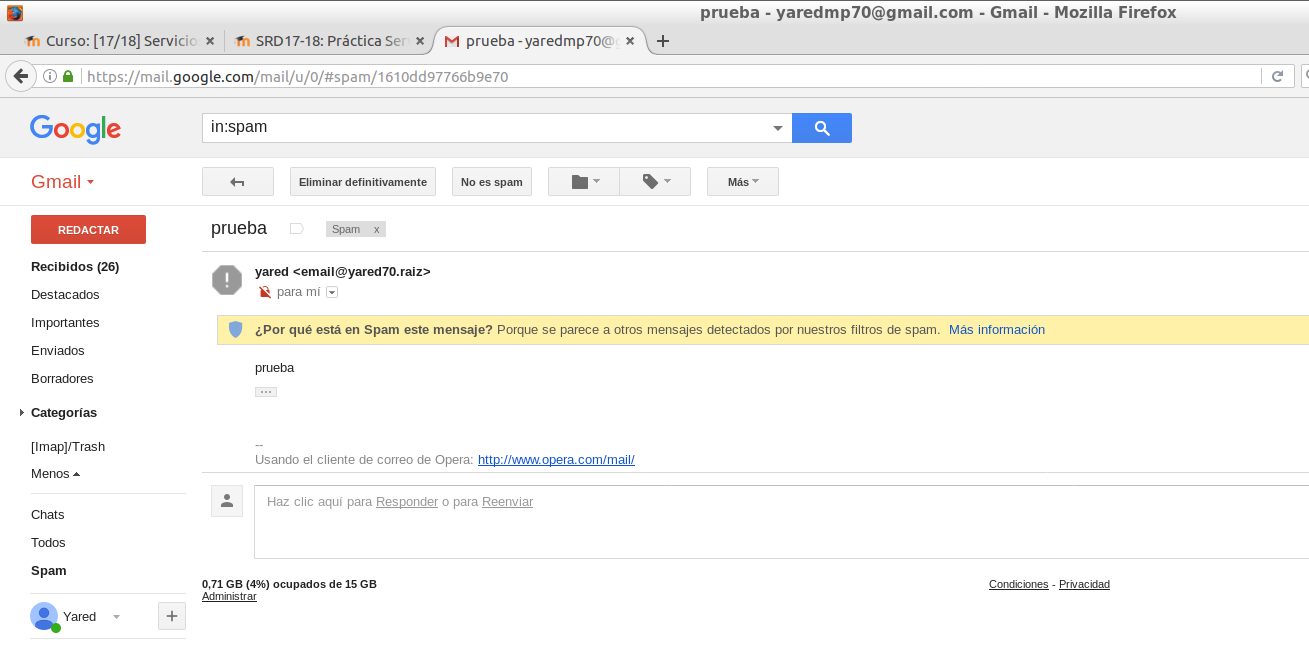 prueba - yaredmp70@gmail.com - Gmail - Mozilla Firefox
Curso: [17/18] Servicio × SRD17-18: Práctica Ser × prueba - yaredmp70@g ×
https://mail.google.com/mail/u/0/#spam/1610dd97766b9e70
Google in:spam
Gmail Eliminar definitivamente No es spam Más
REDACTAR prueba Spam x
Recibidos (26) yared <email@yared70.raiz>
Destacados para mí
Importantes ¿Por qué está en Spam este mensaje? Porque se parece a otros mensajes detectados por nuestros filtros de spam. Más información
Enviados
Borradores prueba
...
Categorías
[Imap]/Trash --
Menos Usando el cliente de correo de Opera: http://www.opera.com/mail/
Chats Haz clic aquí para Responder o para Reenviar
Todos
Spam
0,71 GB (4%) ocupados de 15 GB Condiciones - Privacidad
Administrar
Yared +